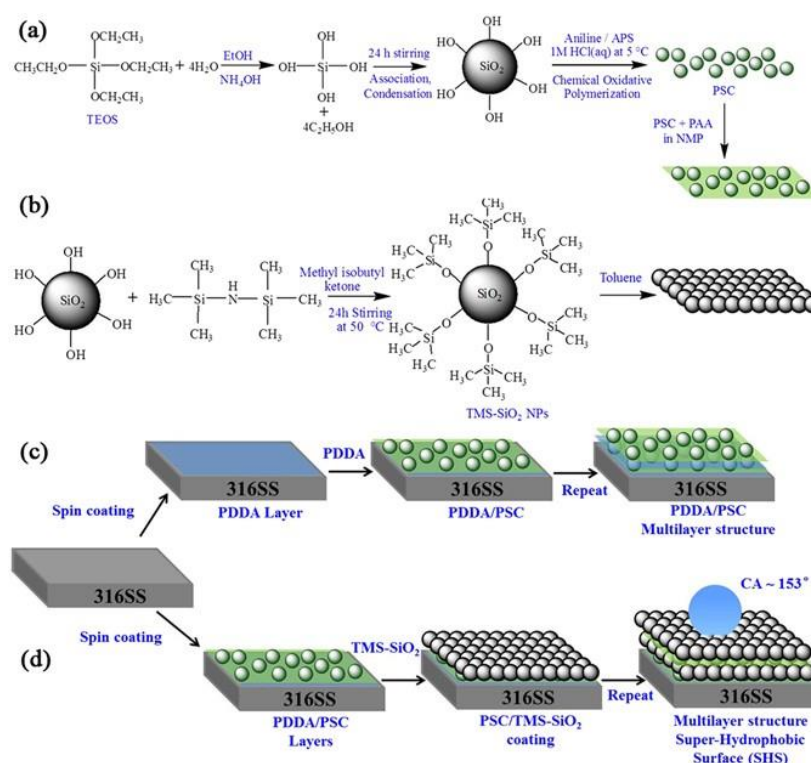 (a)
OCH₂CH₃
CH₃CH₂O—Si—OCH₂CH₃ + 4H₂O
OCH₂CH₃
TEOS
EtOH
NH₄OH
OH
OH—Si—OH
OH
+
4C₂H₅OH
24 h stirring
Association,
Condensation
OH
HO OH
SiO₂
HO OH
OH
Aniline / APS
1M HCl(aq) at 5 °C
Chemical Oxidative
Polymerization
PSC
PSC + PAA
in NMP
(b)
OH
HO OH
SiO₂
HO OH
OH
+
CH₃ CH₃
H₃C—Si—N—Si—CH₃
H
CH₃ CH₃
Methyl isobutyl
ketone
24h Stirring
at 50 °C
CH₃
H₃C—Si—CH₃
O
H₃C CH₃
H₃C—Si Si—CH₃
H₃C O O CH₃
SiO₂
H₃C O O CH₃
H₃C—Si Si—CH₃
H₃C O CH₃
H₃C—Si—CH₃
CH₃
TMS-SiO₂ NPs
Toluene
(c)
Spin coating
316SS
PDDA Layer
PDDA
316SS
PDDA/PSC
Repeat
316SS
PDDA/PSC
Multilayer structure
316SS
Spin coating
(d)
316SS
PDDA/PSC
Layers
TMS-SiO₂
316SS
PSC/TMS-SiO₂
coating
Repeat
CA ~ 153°
316SS
Multilayer structure
Super-Hydrophobic
Surface (SHS)